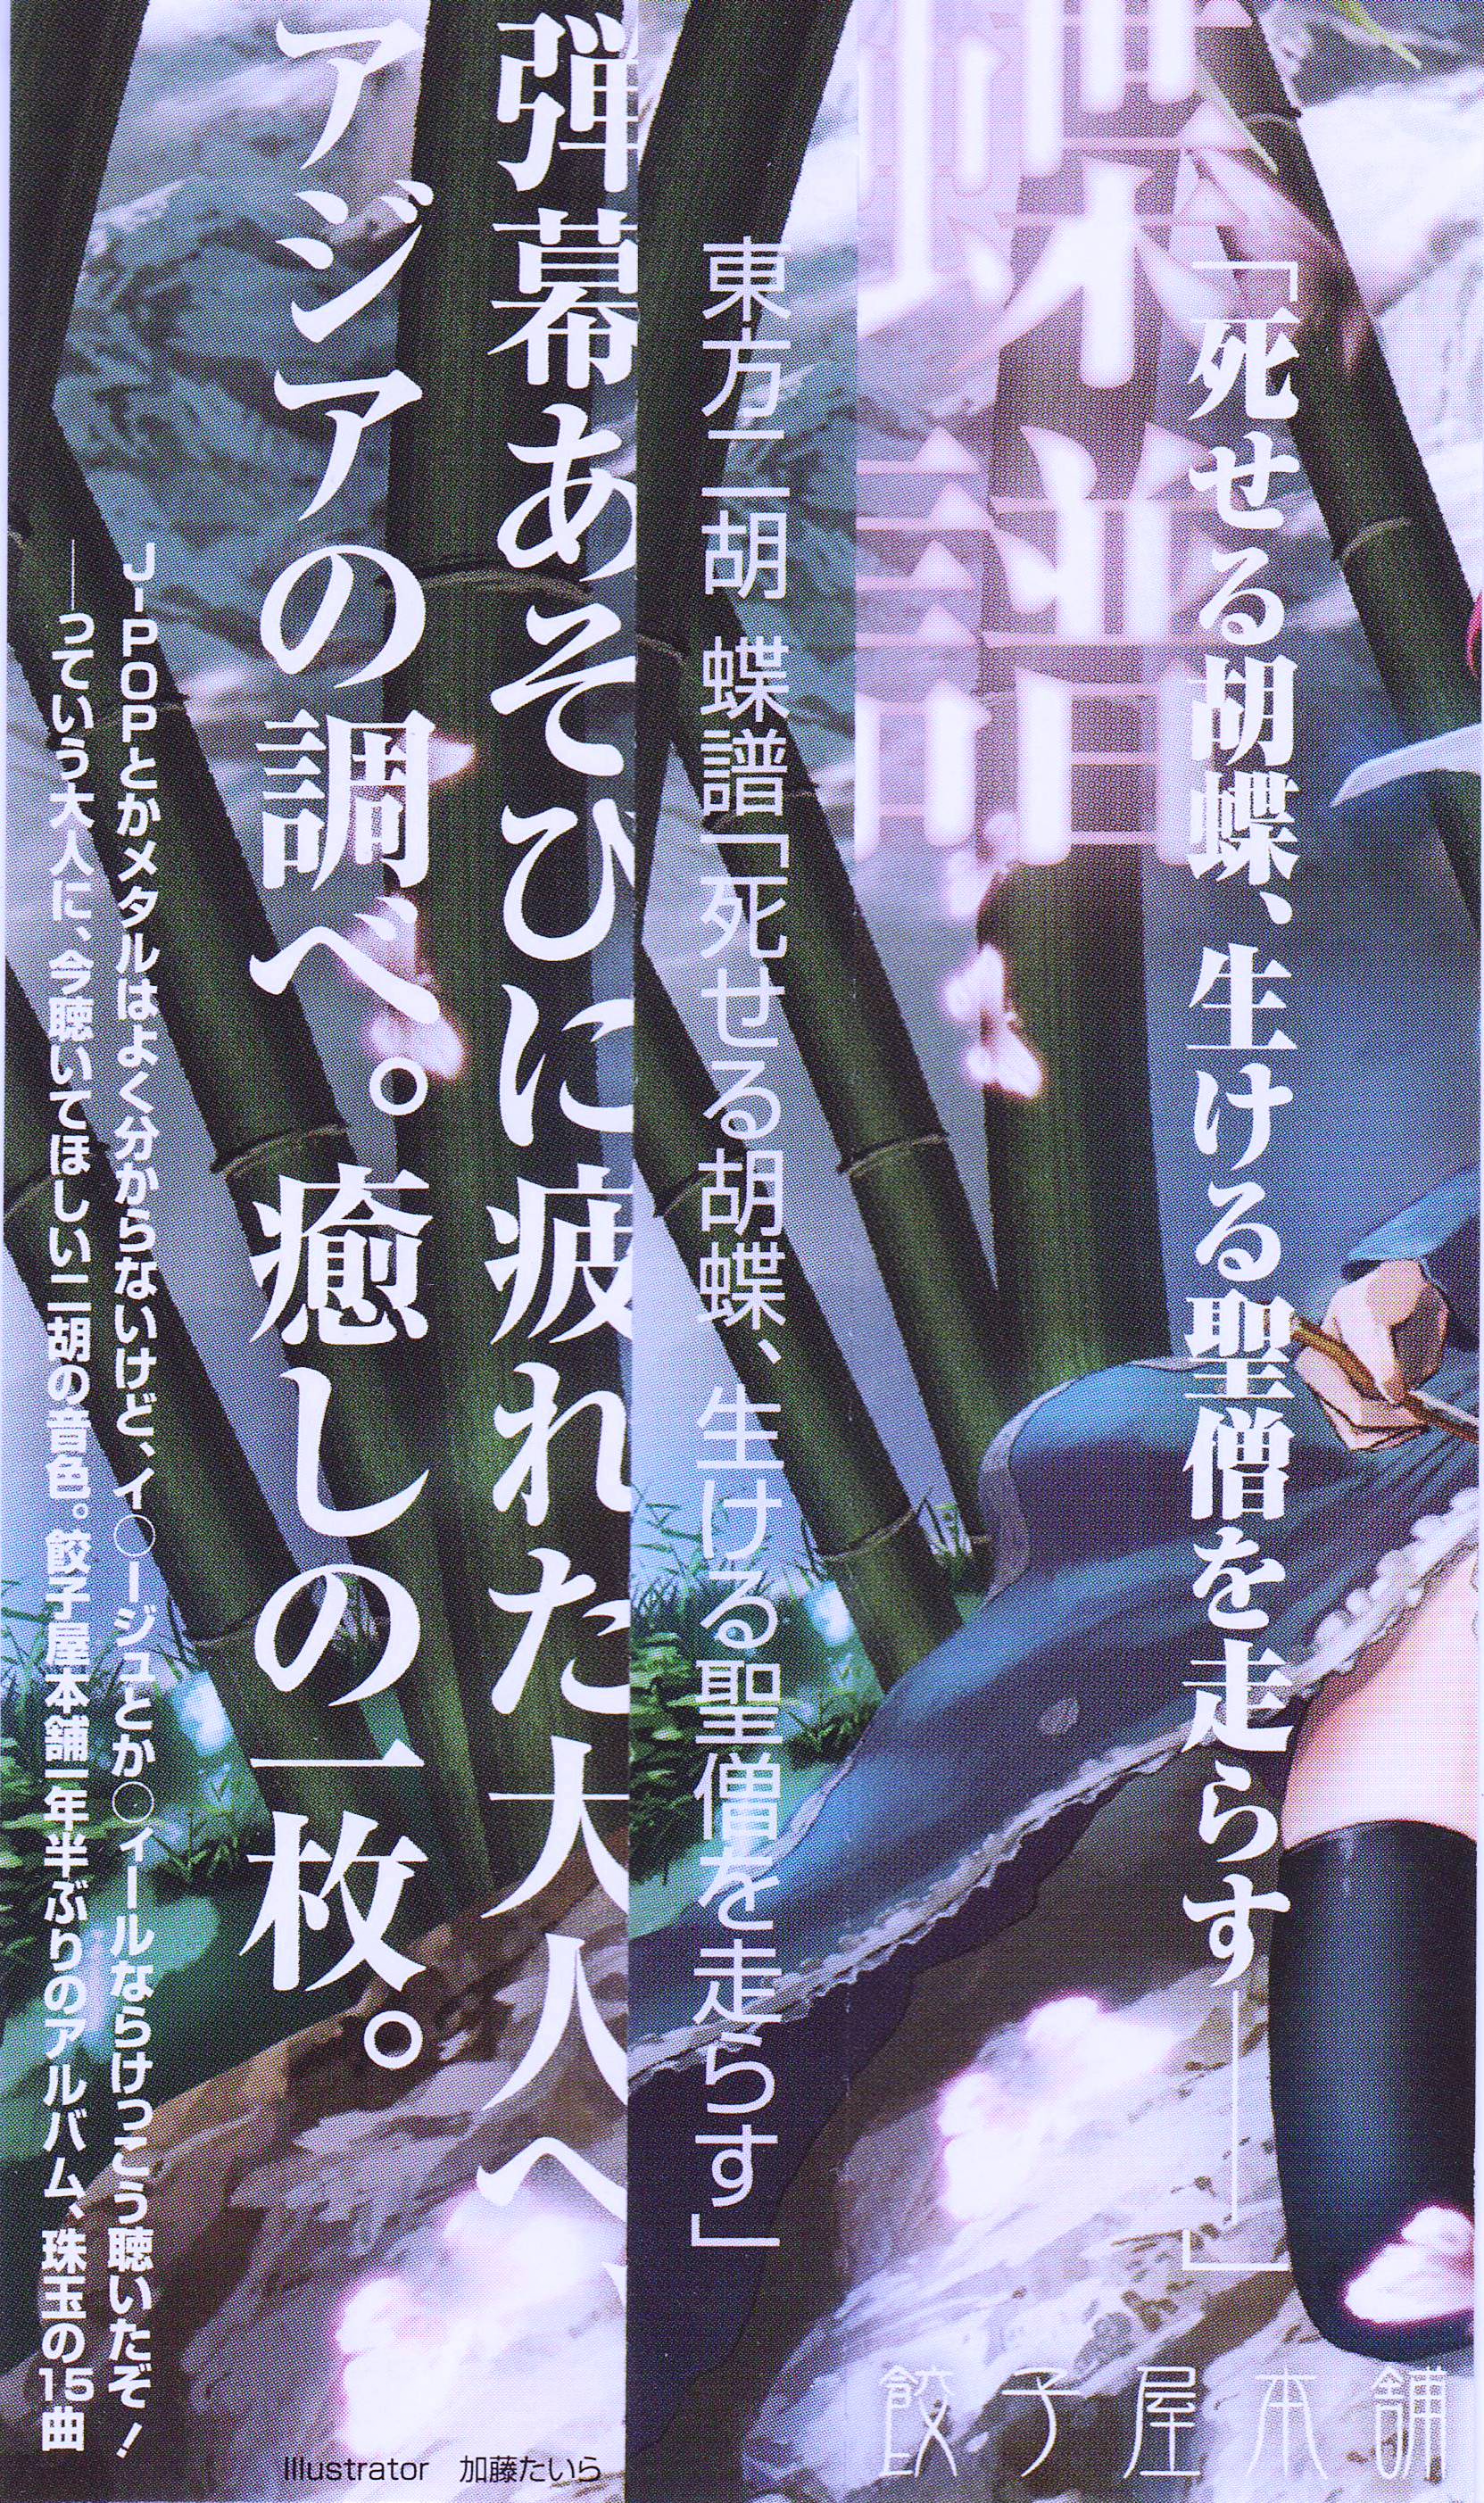 蝶譜
「死せる胡蝶、生ける聖僧を走らす――」
餃子屋本舗
東方二胡 蝶譜「死せる胡蝶、生ける聖僧を走らす」
弾幕あそびに疲れた大人へ、
アジアの調べ。癒しの一枚。
J-POPとかメタルはよく分からないけど、イ〇ージュとか〇ィールならけっこう聴いたぞ！
――っていう大人に、今聴いてほしい二胡の音色。餃子屋本舗一年半ぶりのアルバム、珠玉の15曲
Illustrator 加藤たいら